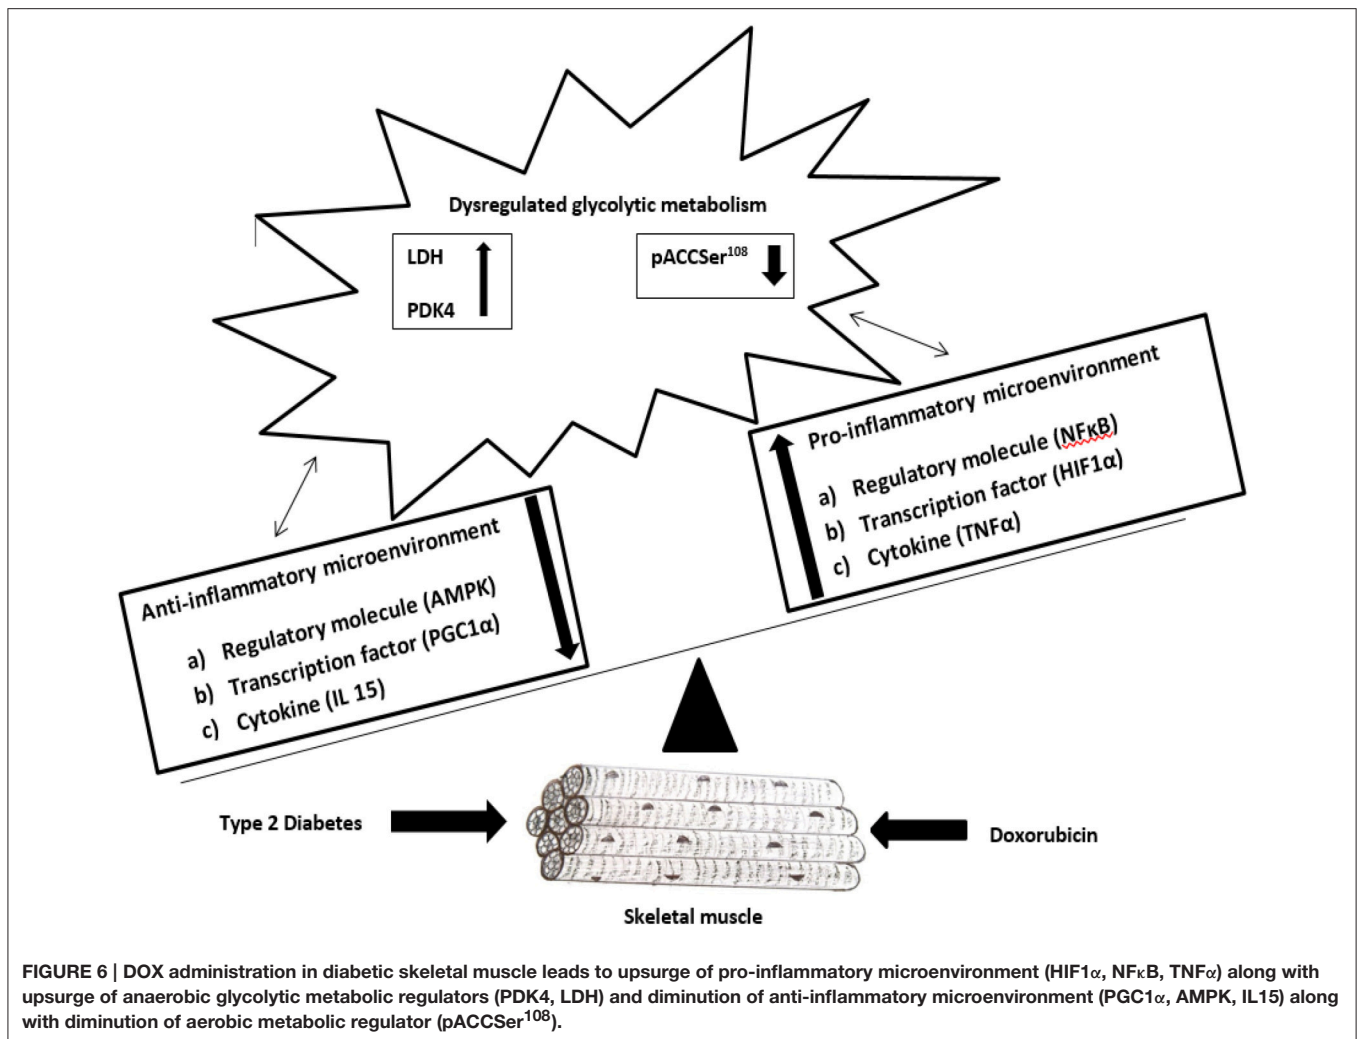 Dysregulated glycolytic metabolism
LDH
PDK4
pACCSer¹⁰⁸
Pro-inflammatory microenvironment
a) Regulatory molecule (NFκB)
b) Transcription factor (HIF1α)
c) Cytokine (TNFα)
Anti-inflammatory microenvironment
a) Regulatory molecule (AMPK)
b) Transcription factor (PGC1α)
c) Cytokine (IL 15)
Type 2 Diabetes
Doxorubicin
Skeletal muscle
FIGURE 6 | DOX administration in diabetic skeletal muscle leads to upsurge of pro-inflammatory microenvironment (HIF1α, NFκB, TNFα) along with
upsurge of anaerobic glycolytic metabolic regulators (PDK4, LDH) and diminution of anti-inflammatory microenvironment (PGC1α, AMPK, IL15) along
with diminution of aerobic metabolic regulator (pACCSer¹⁰⁸).